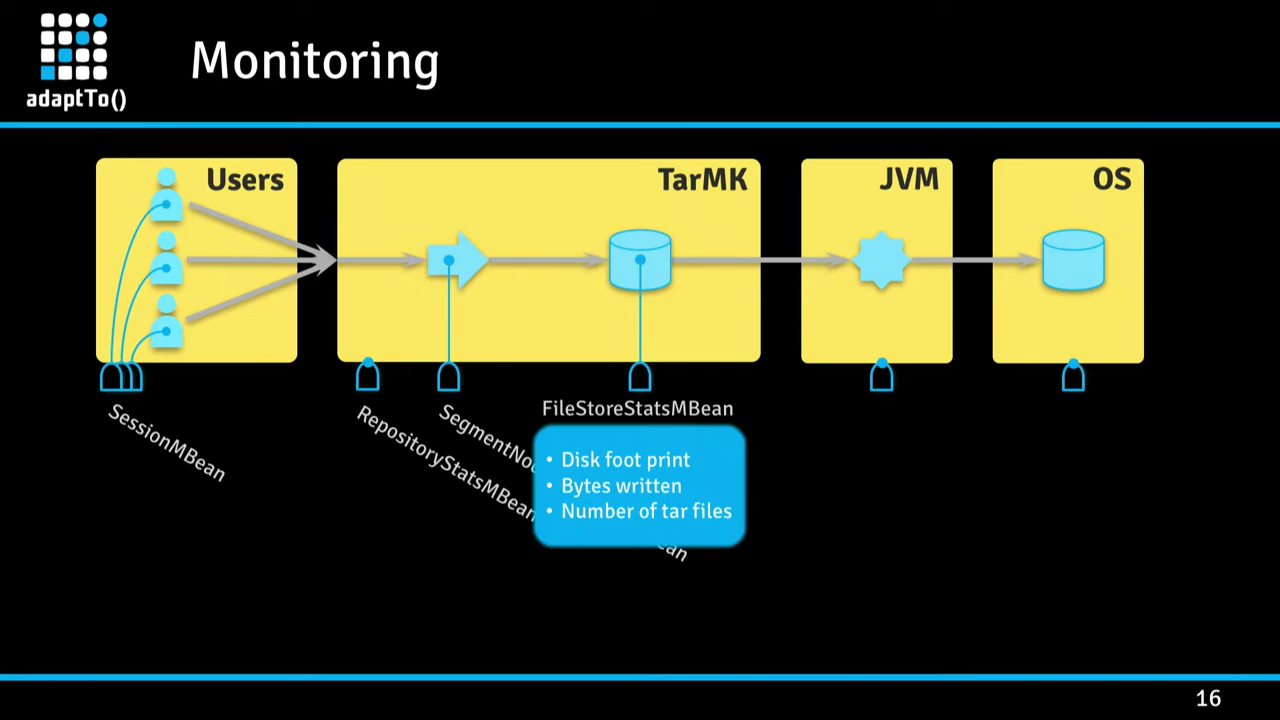 adaptTo()
Monitoring
Users
TarMK
JVM
OS
SessionMBean
RepositoryStatsMBean
FileStoreStatsMBean
• Disk foot print
• Bytes written
• Number of tar files
16